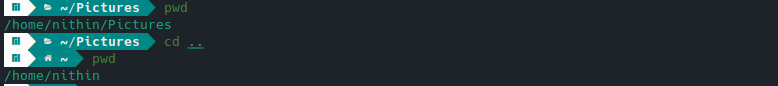 ~/Pictures pwd
/home/nithin/Pictures
~/Pictures cd ..
~ pwd
/home/nithin